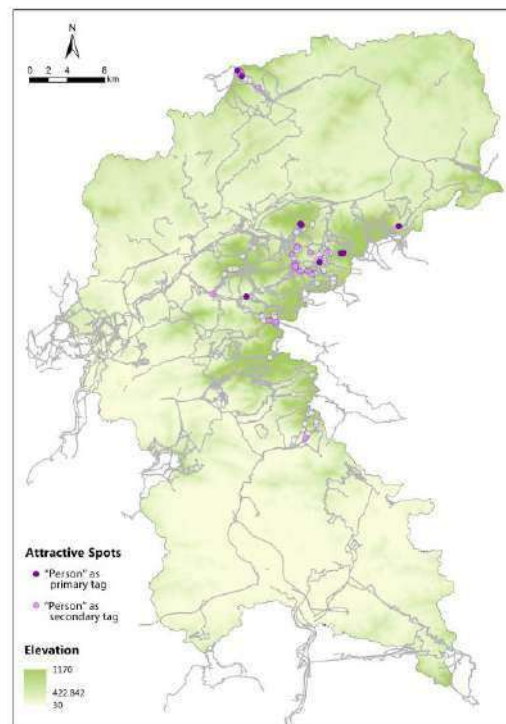 N
0 2 4 6
km
Attractive Spots
"Person" as
primary tag
"Person" as
secondary tag
Elevation
1170
422.842
30